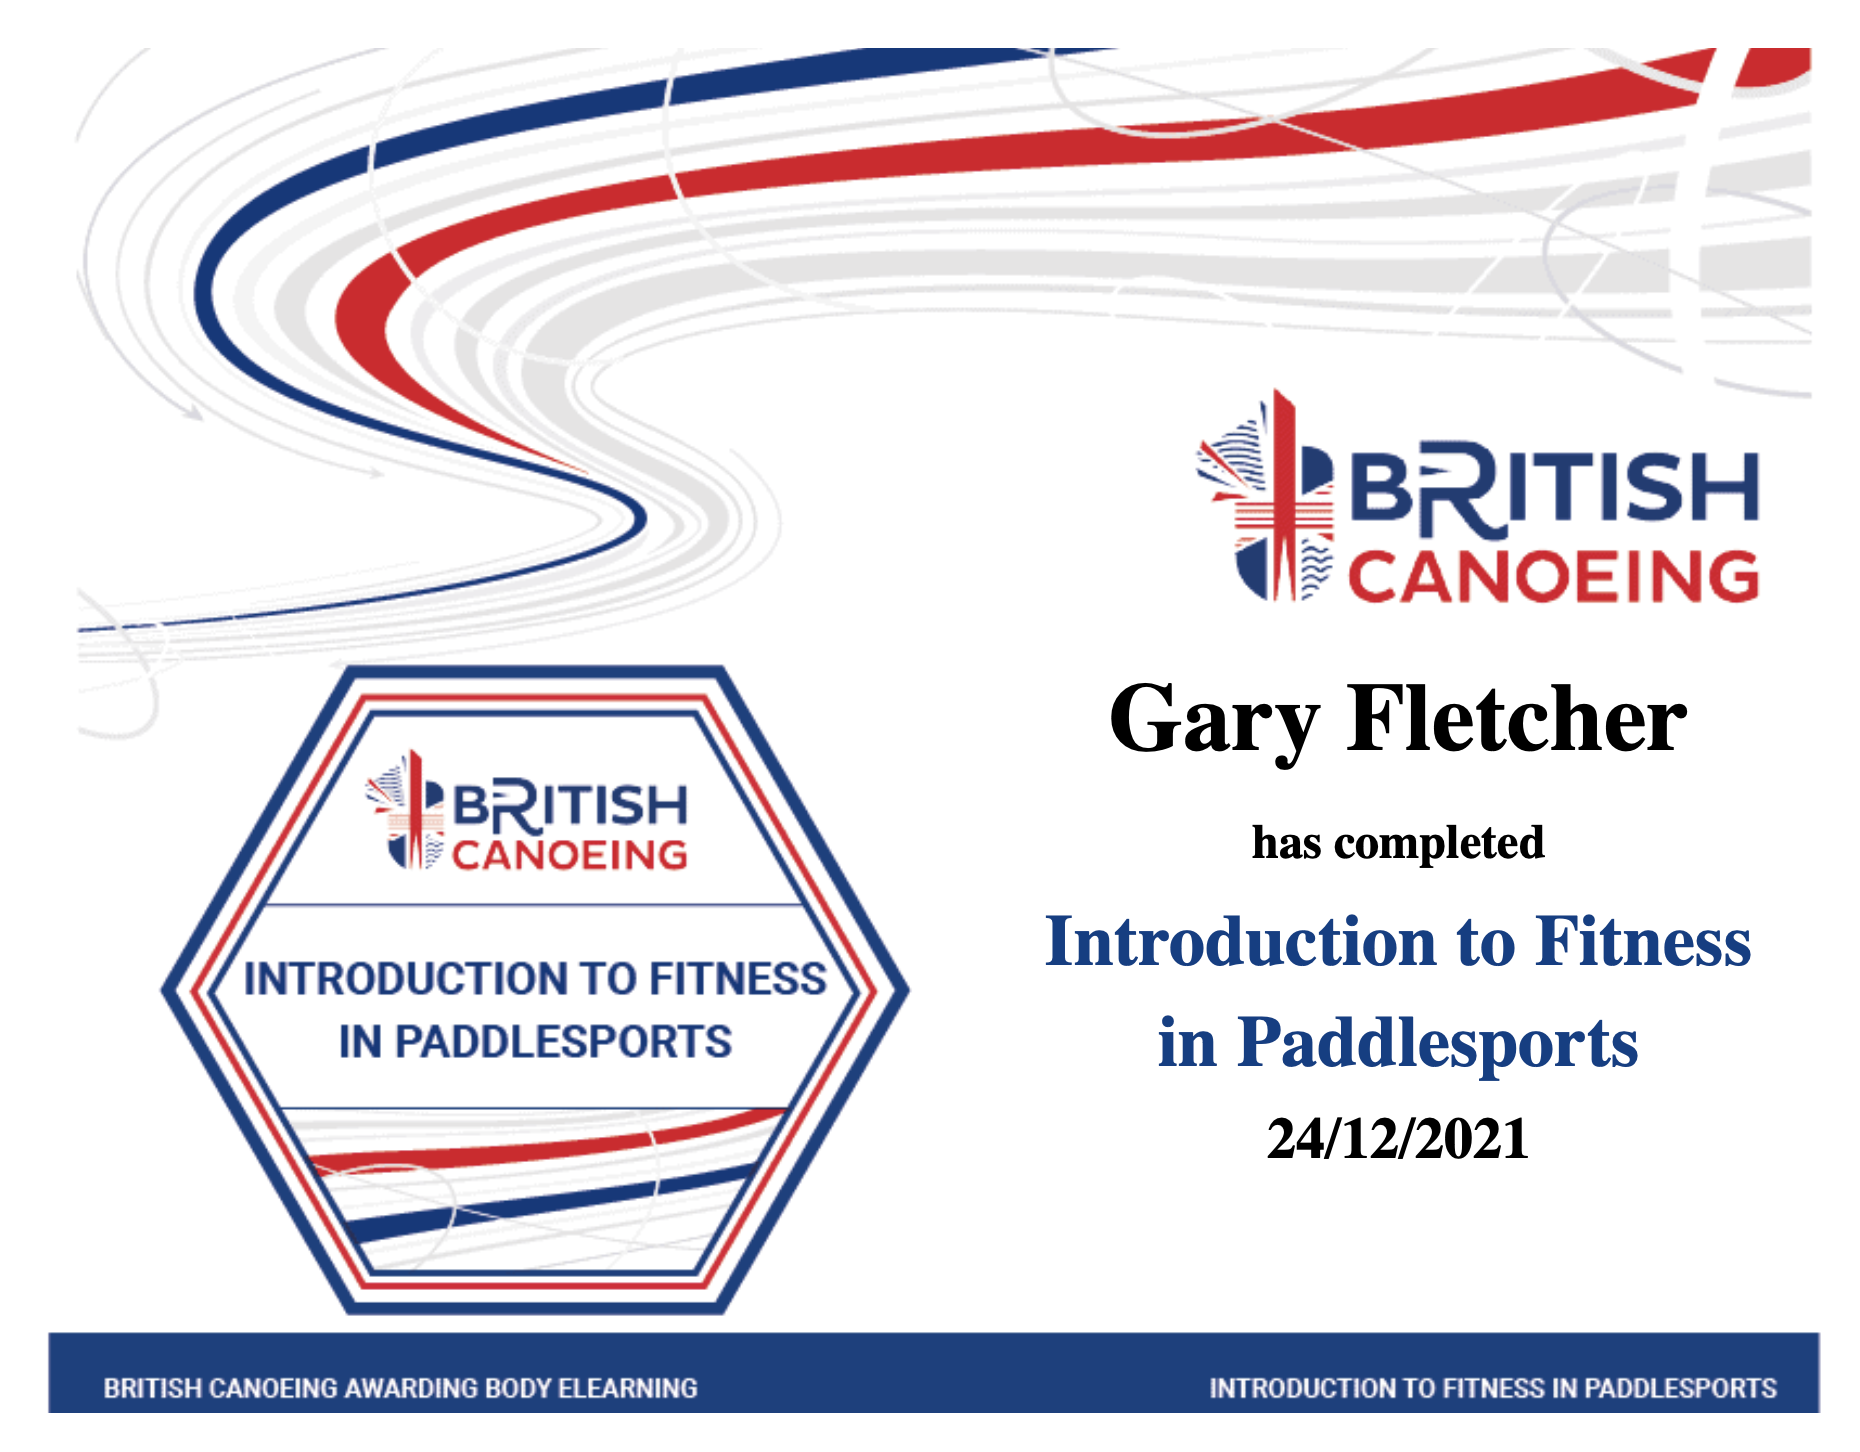 BRITISH
CANOEING
Gary Fletcher
has completed
Introduction to Fitness
in Paddlesports
24/12/2021
BRITISH
CANOEING
INTRODUCTION TO FITNESS
IN PADDLESPORTS
BRITISH CANOEING AWARDING BODY ELEARNING
INTRODUCTION TO FITNESS IN PADDLESPORTS